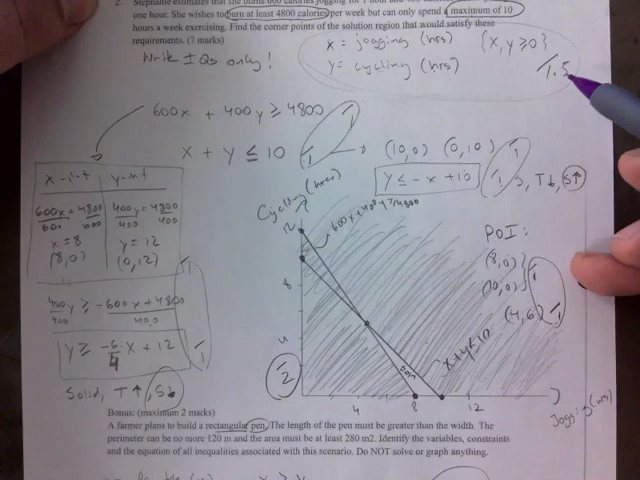 2. Stephanie estimates that she burns 600 calories jogging for 1 hour and 400 calories cycling for
one hour. She wishes to burn at least 4800 calories per week but can only spend a maximum of 10
hours a week exercising. Find the corner points of the solution region that would satisfy these
requirements. (7 marks)
Write IQs only!
x = jogging (hrs) {x, y ≥ 0}
y = cycling (hrs)
1.5
600x + 400y ≥ 4800
x + y ≤ 10
(10,0) (0,10)
y ≤ -x + 10
S, T↓, S↑
x-int y-int
600x = 4800 400y = 4800
600 600 400 400
x = 8 y = 12
(8,0) (0,12)
400y ≥ -600x + 4800
400 400
y ≥ -6/4 x + 12
Solid, T↑, S↓
Cycling (hrs)
12
600x + 400y ≥ 4800
8
4
x+y≤10
4 8 12
Jogging (hrs)
2
POI:
(8,0)
(10,0)
(4,6)
Bonus: (maximum 2 marks)
A farmer plans to build a rectangular pen. The length of the pen must be greater than the width. The
perimeter can be no more 120 m and the area must be at least 280 m2. Identify the variables, constraints
and the equation of all inequalities associated with this scenario. Do NOT solve or graph anything.